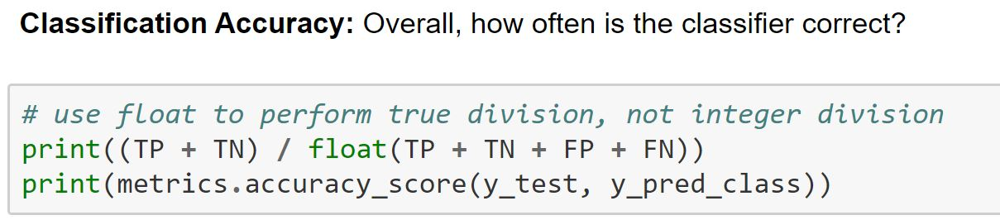 Classification Accuracy: Overall, how often is the classifier correct?
# use float to perform true division, not integer division
print((TP + TN) / float(TP + TN + FP + FN))
print(metrics.accuracy_score(y_test, y_pred_class))